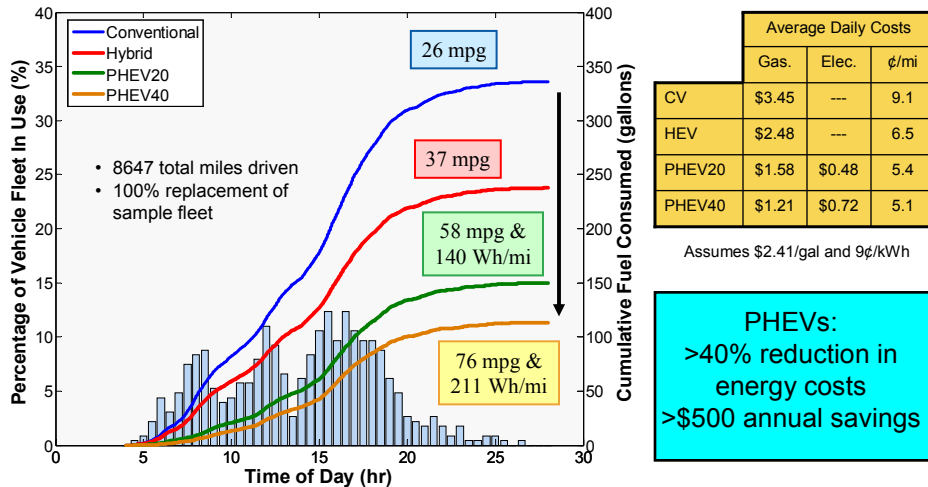 40
35
30
25
20
15
10
5
0
Percentage of Vehicle Fleet In Use (%)
Conventional
Hybrid
PHEV20
PHEV40
• 8647 total miles driven
• 100% replacement of
sample fleet
26 mpg
37 mpg
58 mpg &
140 Wh/mi
76 mpg &
211 Wh/mi
0 5 10 15 20 25 30
Time of Day (hr)
400
350
300
250
200
150
100
50
0
Cumulative Fuel Consumed (gallons)
Average Daily Costs
Gas. Elec. ¢/mi
CV $3.45 --- 9.1
HEV $2.48 --- 6.5
PHEV20 $1.58 $0.48 5.4
PHEV40 $1.21 $0.72 5.1
Assumes $2.41/gal and 9¢/kWh
PHEVs:
>40% reduction in
energy costs
>$500 annual savings